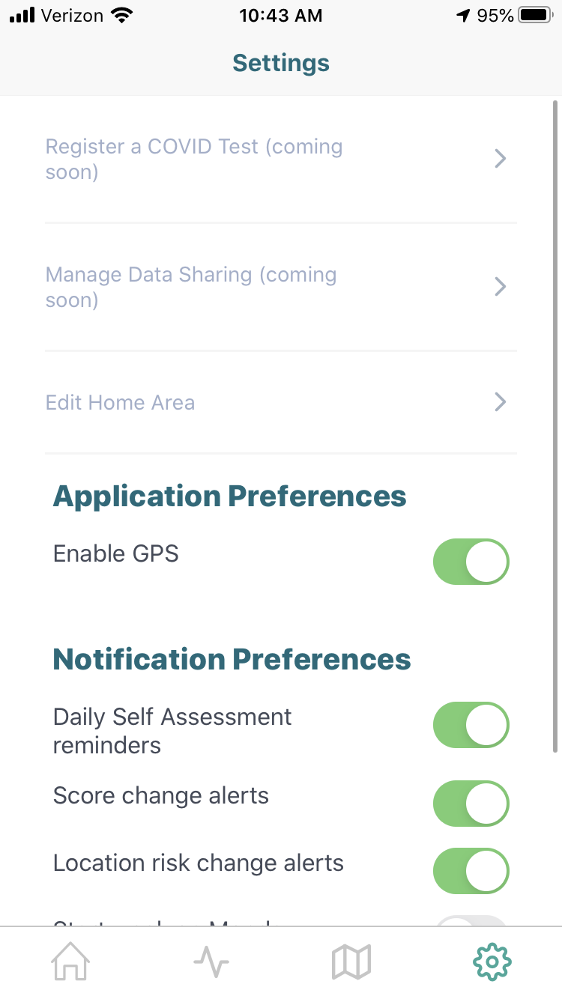 Verizon 10:43 AM 95%
Settings
Register a COVID Test (coming
soon)
Manage Data Sharing (coming
soon)
Edit Home Area
Application Preferences
Enable GPS
Notification Preferences
Daily Self Assessment
reminders
Score change alerts
Location risk change alerts